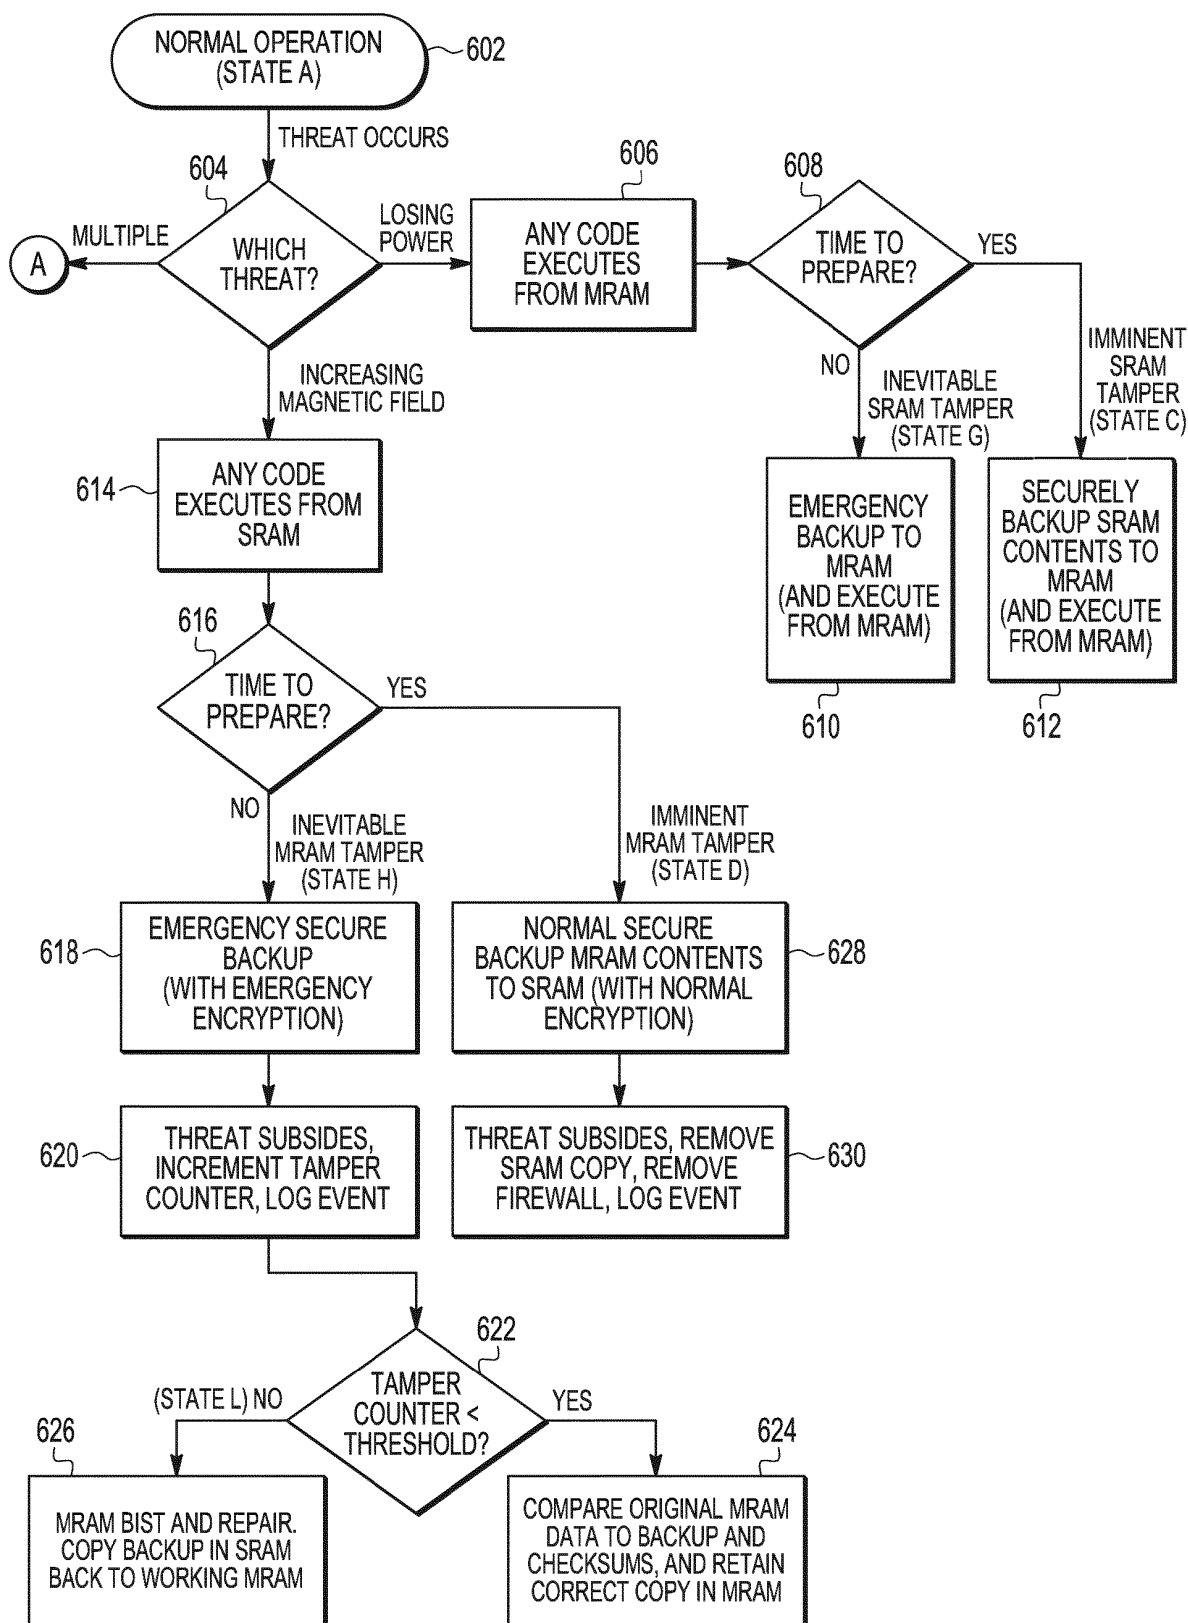 NORMAL OPERATION
(STATE A)
602
THREAT OCCURS
604
WHICH
THREAT?
MULTIPLE
A
LOSING
POWER
606
ANY CODE
EXECUTES
FROM MRAM
608
TIME TO
PREPARE?
YES
NO
INEVITABLE
SRAM TAMPER
(STATE G)
IMMINENT
SRAM
TAMPER
(STATE C)
EMERGENCY
BACKUP TO
MRAM
(AND EXECUTE
FROM MRAM)
610
SECURELY
BACKUP SRAM
CONTENTS TO
MRAM
(AND EXECUTE
FROM MRAM)
612
INCREASING
MAGNETIC FIELD
614
ANY CODE
EXECUTES FROM
SRAM
616
TIME TO
PREPARE?
YES
NO
INEVITABLE
MRAM TAMPER
(STATE H)
IMMINENT
MRAM TAMPER
(STATE D)
618
EMERGENCY SECURE
BACKUP
(WITH EMERGENCY
ENCRYPTION)
NORMAL SECURE
BACKUP MRAM CONTENTS
TO SRAM (WITH NORMAL
ENCRYPTION)
628
620
THREAT SUBSIDES,
INCREMENT TAMPER
COUNTER, LOG EVENT
THREAT SUBSIDES, REMOVE
SRAM COPY, REMOVE
FIREWALL, LOG EVENT
630
622
TAMPER
COUNTER <
THRESHOLD?
(STATE L) NO
YES
626
MRAM BIST AND REPAIR.
COPY BACKUP IN SRAM
BACK TO WORKING MRAM
624
COMPARE ORIGINAL MRAM
DATA TO BACKUP AND
CHECKSUMS, AND RETAIN
CORRECT COPY IN MRAM